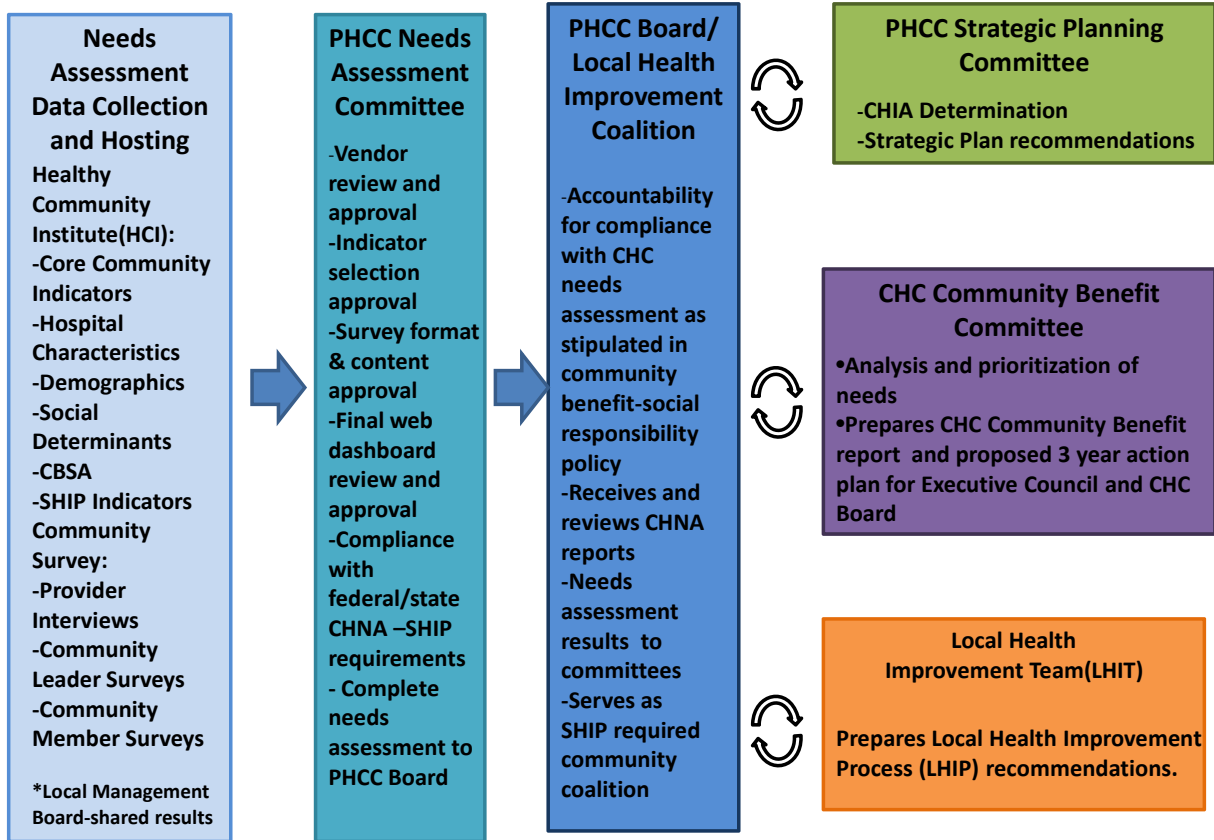 Needs
Assessment
Data Collection
and Hosting
Healthy
Community
Institute(HCI):
-Core Community
Indicators
-Hospital
Characteristics
-Demographics
-Social
Determinants
-CBSA
-SHIP Indicators
Community
Survey:
-Provider
Interviews
-Community
Leader Surveys
-Community
Member Surveys
*Local Management
Board-shared results
PHCC Needs
Assessment
Committee
-Vendor
review and
approval
-Indicator
selection
approval
-Survey format
& content
approval
-Final web
dashboard
review and
approval
-Compliance
with
federal/state
CHNA –SHIP
requirements
- Complete
needs
assessment to
PHCC Board
PHCC Board/
Local Health
Improvement
Coalition
-Accountability
for compliance
with CHC
needs
assessment as
stipulated in
community
benefit-social
responsibility
policy
-Receives and
reviews CHNA
reports
-Needs
assessment
results to
committees
-Serves as
SHIP required
community
coalition
PHCC Strategic Planning
Committee
-CHIA Determination
-Strategic Plan recommendations
CHC Community Benefit
Committee
•Analysis and prioritization of
needs
•Prepares CHC Community Benefit
report and proposed 3 year action
plan for Executive Council and CHC
Board
Local Health
Improvement Team(LHIT)
Prepares Local Health Improvement
Process (LHIP) recommendations.